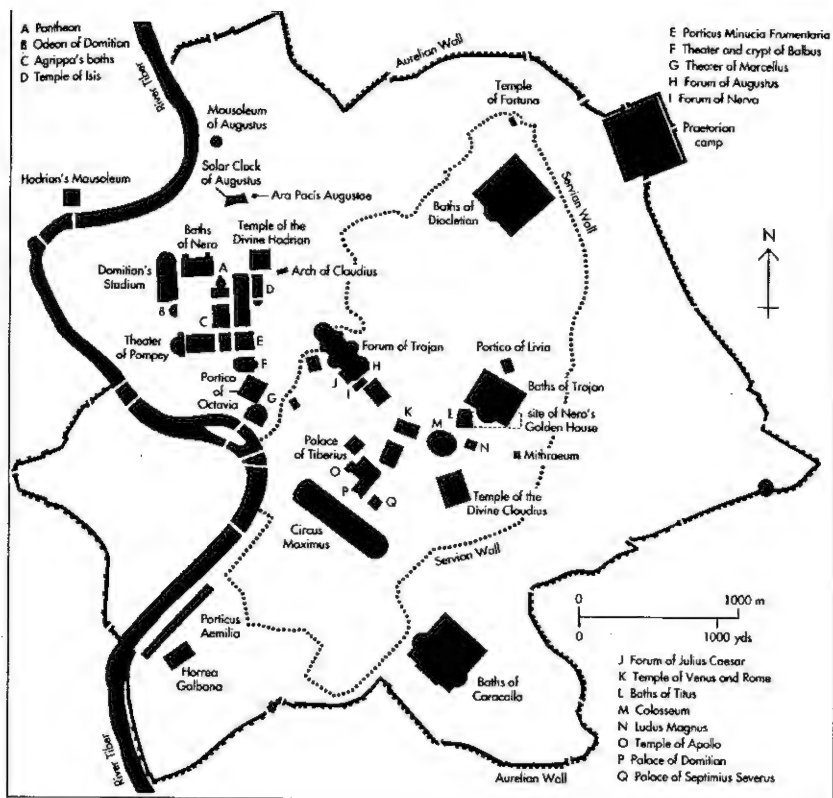 A Pantheon
B Odeon of Domitian
C Agrippa's baths
D Temple of Isis
E Porticus Minucia Frumentaria
F Theater and crypt of Balbus
G Theater of Marcellus
H Forum of Augustus
I Forum of Nerva
River Tiber
Aurelian Wall
Temple
of Fortuna
Praetorian
camp
Mausoleum
of Augustus
Hadrian's Mausoleum
Solar Clock
of Augustus
Ara Pacis Augustae
Servian Wall
Baths of
Diocletian
N
Baths
of Nero
Temple of the
Divine Hadrian
Domitian's
Stadium
A
Arch of Claudius
D
B
C
Theater
of Pompey
E
F
Forum of Trajan
H
J
I
Portico of Livia
Portico
of
Octavia
G
Baths of Trajan
K
L
M
site of Nero's
Golden House
N
Palace
of Tiberius
O
Mithraeum
P
Q
Temple of the
Divine Claudius
Circus
Maximus
Servian Wall
0
1000 m
0
1000 yds
Porticus
Aemilia
Horrea
Galbana
Baths of
Caracalla
River Tiber
Aurelian Wall
J Forum of Julius Caesar
K Temple of Venus and Rome
L Baths of Titus
M Colosseum
N Ludus Magnus
O Temple of Apollo
P Palace of Domitian
Q Palace of Septimius Severus